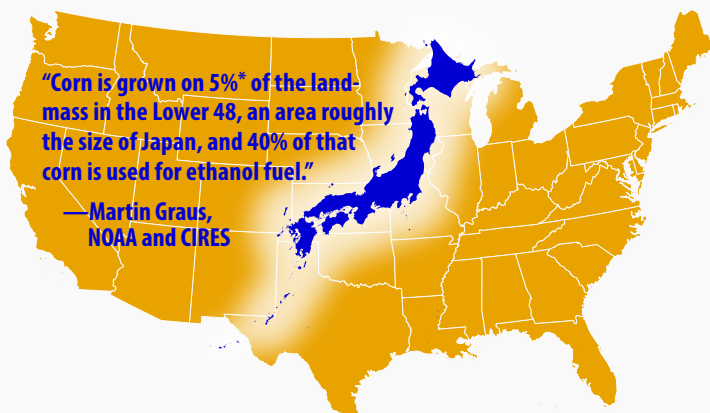 “Corn is grown on 5%* of the land-
mass in the Lower 48, an area roughly
the size of Japan, and 40% of that
corn is used for ethanol fuel.”
—Martin Graus,
NOAA and CIRES